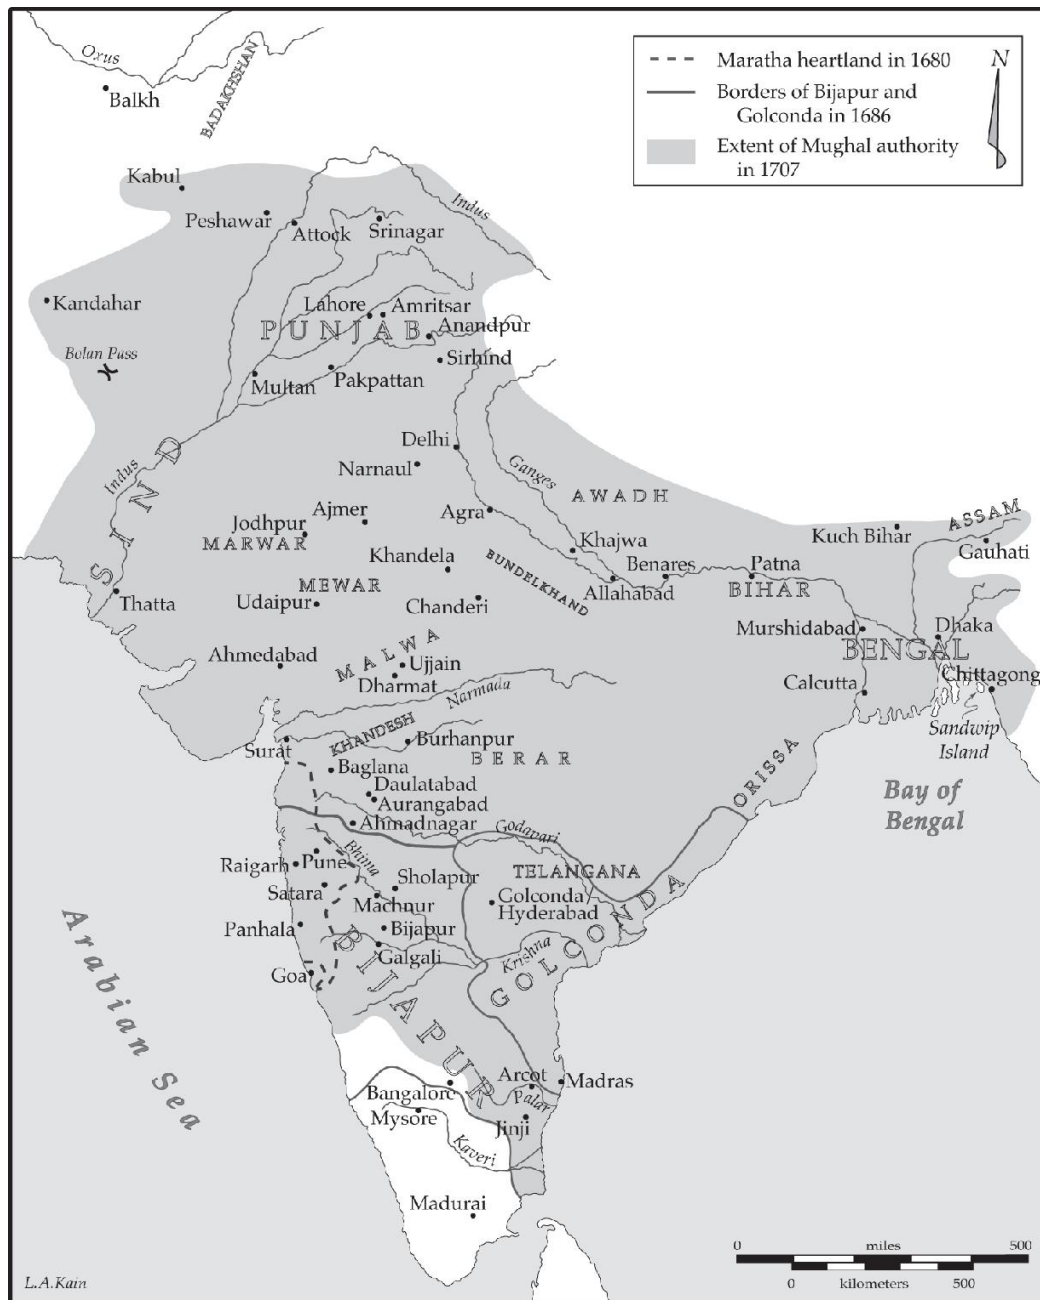 Oxus
Balkh
BADAKHSHAN
N
Maratha heartland in 1680
Borders of Bijapur and
Golconda in 1686
Extent of Mughal authority
in 1707
Kabul
Peshawar
Attock
Srinagar
Indus
Kandahar
Lahore
Amritsar
PUNJAB
Anandpur
Bolan Pass
Sirhind
Multan
Pakpattan
Delhi
Narnaul
Ganges
Indus
SIND
AWADH
ASSAM
Jodhpur
Ajmer
Agra
MARWAR
Khajwa
Kuch Bihar
Gauhati
Khandela
BUNDELKHAND
Benares
Patna
MEWAR
Thatta
Udaipur
Chanderi
Allahabad
BIHAR
Murshidabad
Dhaka
BENGAL
Ahmedabad
MALWA
Ujjain
Dharmat
Narmada
Calcutta
Chittagong
Sandwip
Island
Surat
KHANDESH
Burhanpur
BERAR
ORISSA
Baglana
Daulatabad
Aurangabad
Bay of
Bengal
Ahmadnagar
Godavari
Raigarh
Pune
Bhima
TELANGANA
Satara
Sholapur
Machnur
Golconda
Hyderabad
GOLCONDA
Panhala
Bijapur
BIJAPUR
Galgali
Krishna
Goa
Arabian Sea
Bangalore
Arcot
Madras
Palar
Mysore
Jinji
Kaveri
Madurai
0 miles 500
0 kilometers 500
L.A.Kain